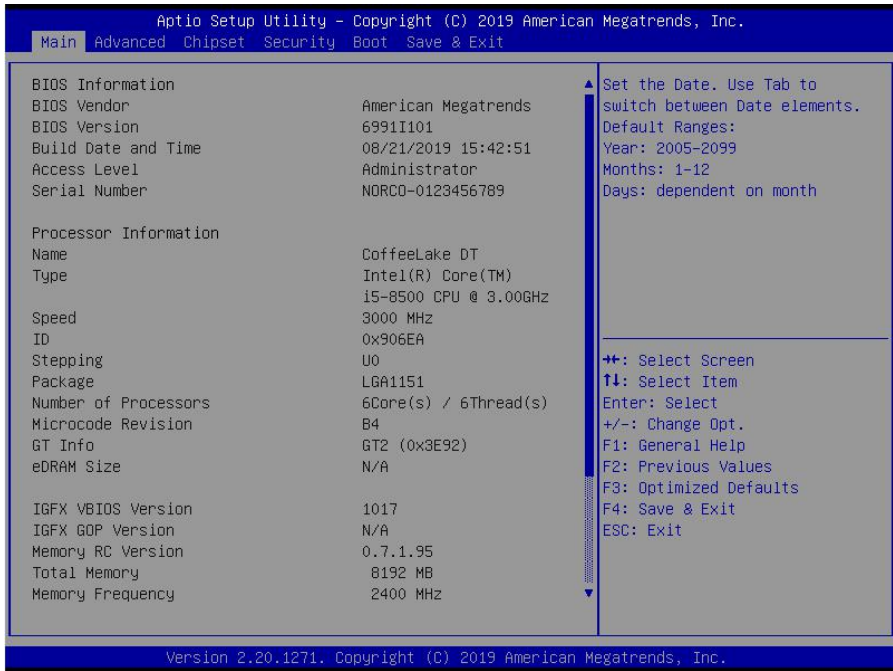 Aptio Setup Utility – Copyright (C) 2019 American Megatrends, Inc.
Main Advanced Chipset Security Boot Save & Exit
BIOS Information
BIOS Vendor American Megatrends
BIOS Version 6991I101
Build Date and Time 08/21/2019 15:42:51
Access Level Administrator
Serial Number NORCO-0123456789
Processor Information
Name CoffeeLake DT
Type Intel(R) Core(TM)
i5-8500 CPU @ 3.00GHz
Speed 3000 MHz
ID 0x906EA
Stepping U0
Package LGA1151
Number of Processors 6Core(s) / 6Thread(s)
Microcode Revision B4
GT Info GT2 (0x3E92)
eDRAM Size N/A
IGFX VBIOS Version 1017
IGFX GOP Version N/A
Memory RC Version 0.7.1.95
Total Memory 8192 MB
Memory Frequency 2400 MHz
Set the Date. Use Tab to
switch between Date elements.
Default Ranges:
Year: 2005-2099
Months: 1-12
Days: dependent on month
→←: Select Screen
↑↓: Select Item
Enter: Select
+/-: Change Opt.
F1: General Help
F2: Previous Values
F3: Optimized Defaults
F4: Save & Exit
ESC: Exit
Version 2.20.1271. Copyright (C) 2019 American Megatrends, Inc.